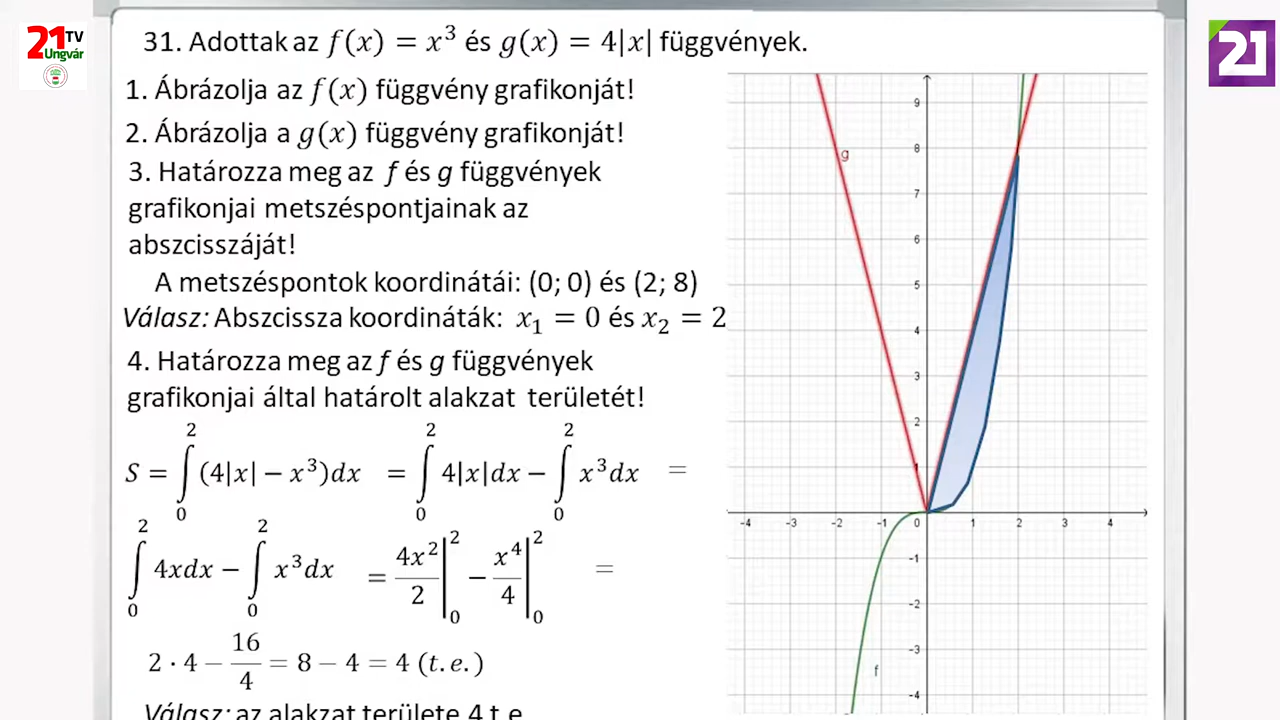 21 TV
Ungvár
21
31. Adottak az f(x) = x³ és g(x) = 4|x| függvények.
1. Ábrázolja az f(x) függvény grafikonját!
2. Ábrázolja a g(x) függvény grafikonját!
3. Határozza meg az f és g függvények
grafikonjai metszéspontjainak az
abszcisszáját!
A metszéspontok koordinátái: (0; 0) és (2; 8)
Válasz: Abszcissza koordináták: x₁ = 0 és x₂ = 2
4. Határozza meg az f és g függvények
grafikonjai által határolt alakzat területét!
S = ∫₀² (4|x| − x³)dx = ∫₀² 4|x|dx − ∫₀² x³dx =
∫₀² 4xdx − ∫₀² x³dx = 4x²/2 |₀² − x⁴/4 |₀² =
2 · 4 − 16/4 = 8 − 4 = 4 (t.e.)
Válasz: az alakzat területe 4 t.e.
g
f
9
8
7
6
5
4
3
2
1
-4 -3 -2 -1 0 1 2 3 4
-1
-2
-3
-4